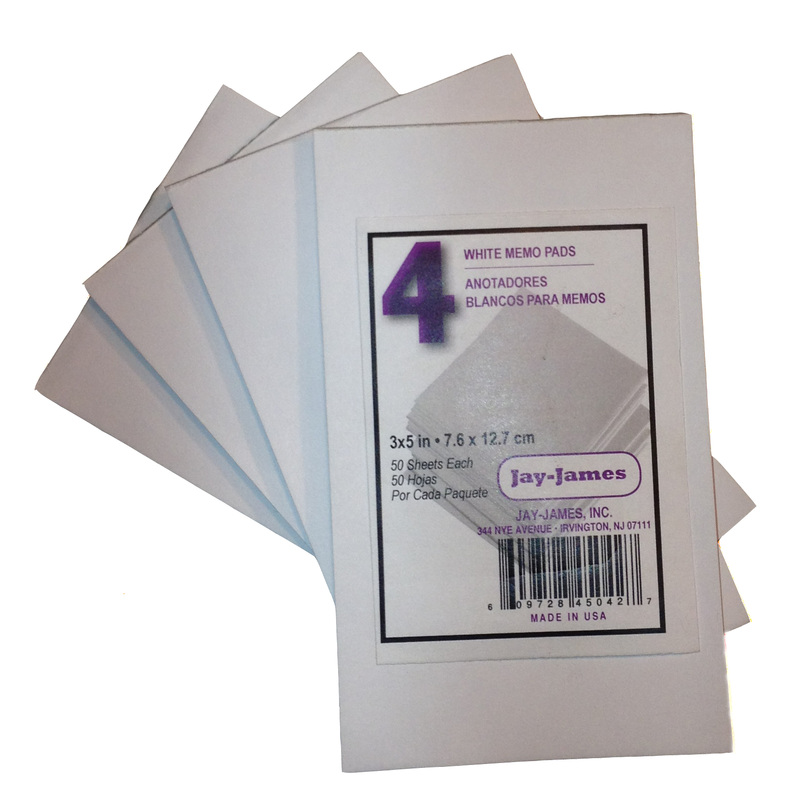 4
WHITE MEMO PADS
ANOTADORES
BLANCOS PARA MEMOS
3x5 in • 7.6 x 12.7 cm
50 Sheets Each
50 Hojas
Por Cada Paquete
Jay-James
JAY-JAMES, INC.
344 NYE AVENUE - IRVINGTON, NJ 07111
6 09728 45042 7
MADE IN USA